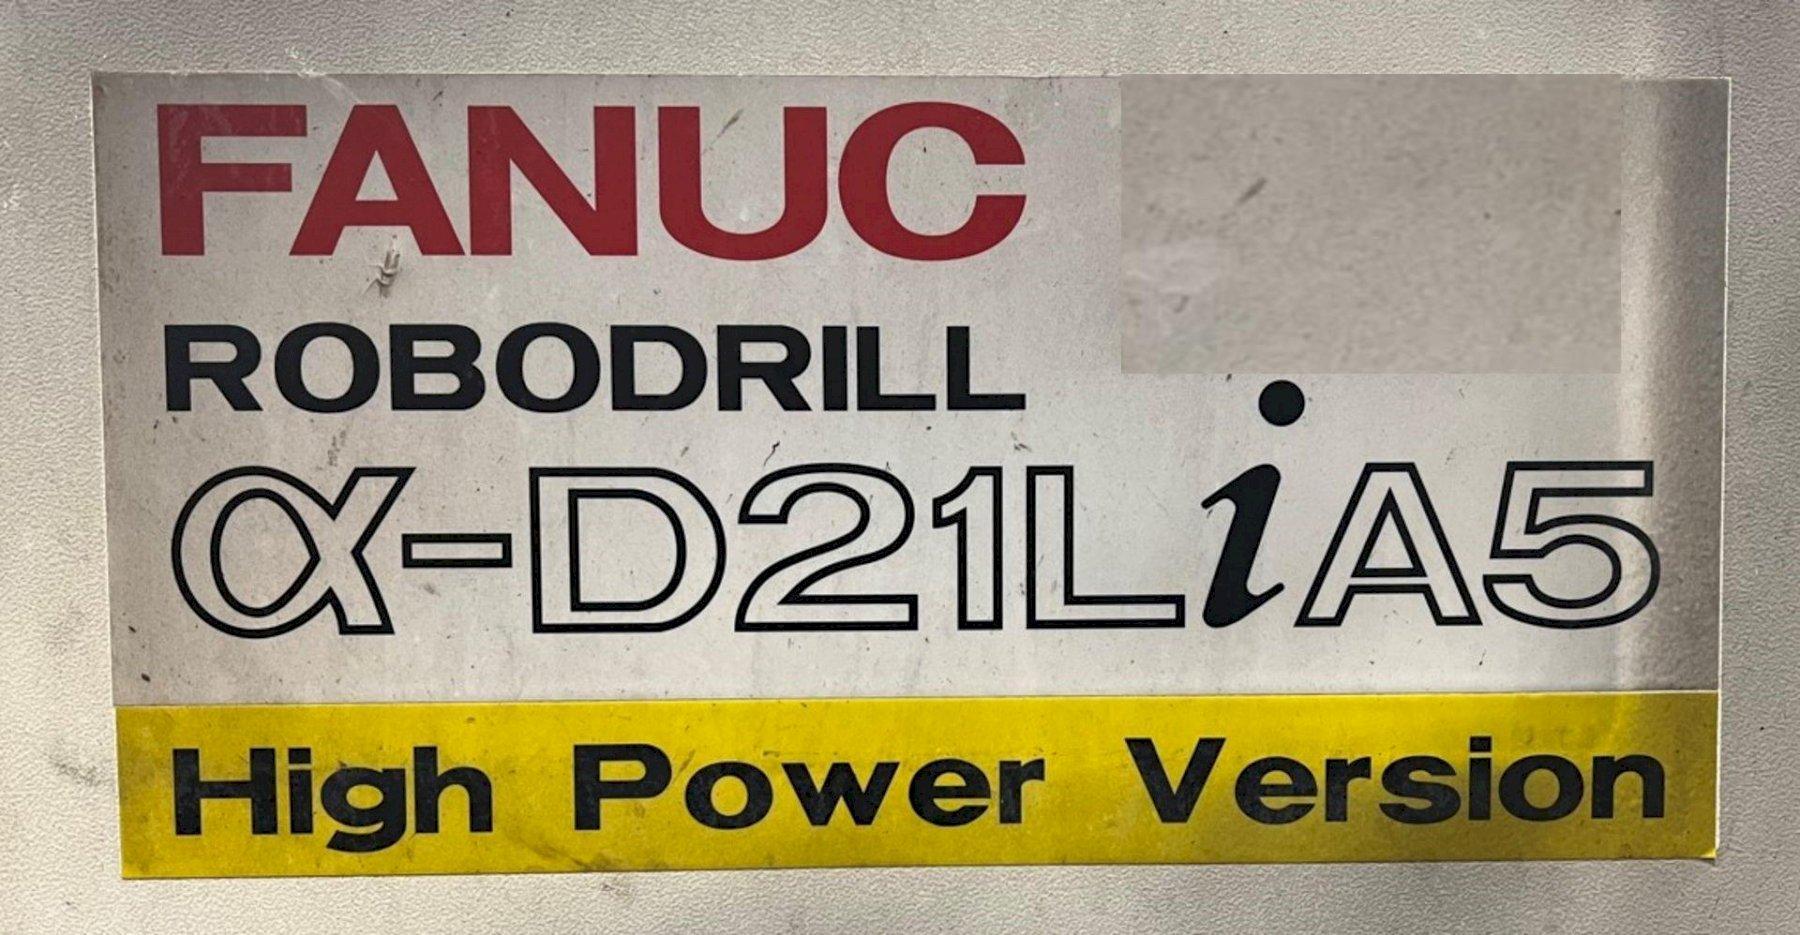 FANUC
ROBODRILL
α-D21LiA5
High Power Version